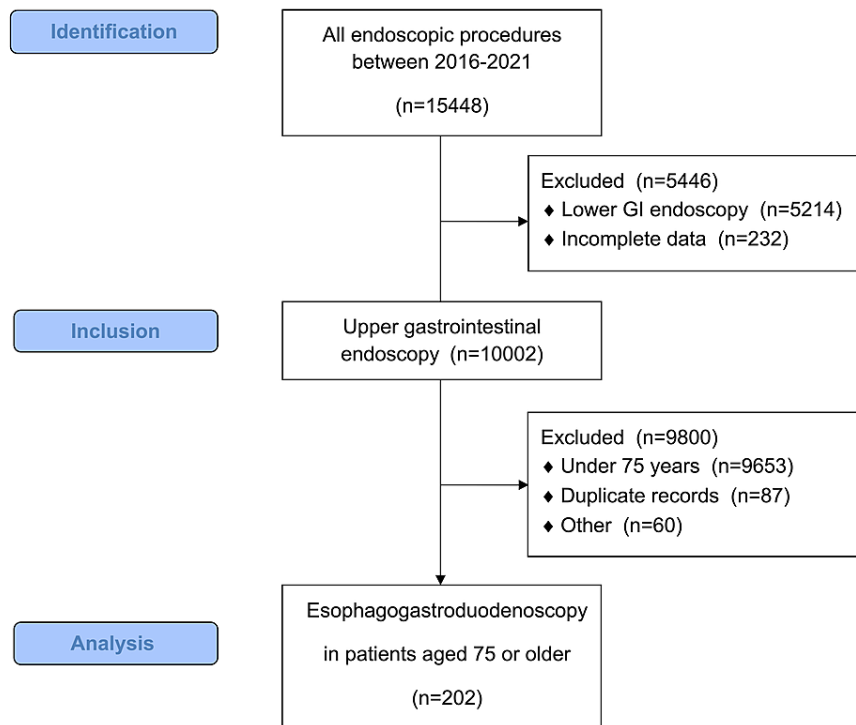 Identification
All endoscopic procedures
between 2016-2021
(n=15448)
Excluded (n=5446)
♦ Lower GI endoscopy (n=5214)
♦ Incomplete data (n=232)
Inclusion
Upper gastrointestinal
endoscopy (n=10002)
Excluded (n=9800)
♦ Under 75 years (n=9653)
♦ Duplicate records (n=87)
♦ Other (n=60)
Analysis
Esophagogastroduodenoscopy
in patients aged 75 or older
(n=202)